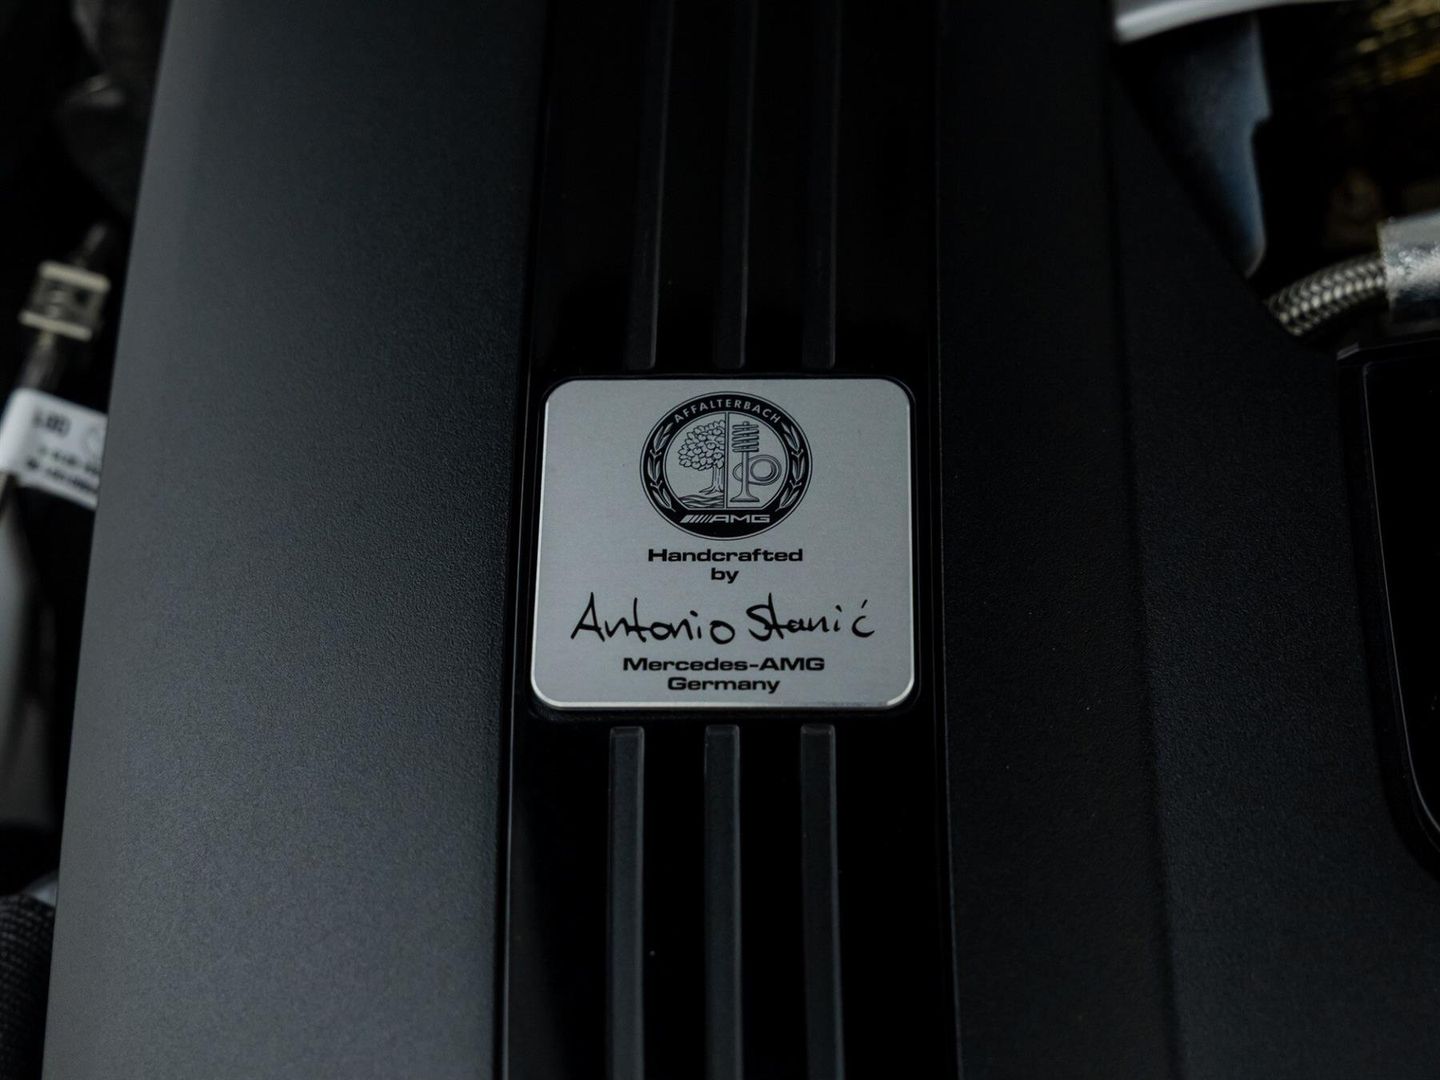 AFFALTERBACH
AMG
Handcrafted
by
Antonio Stanić
Mercedes-AMG
Germany